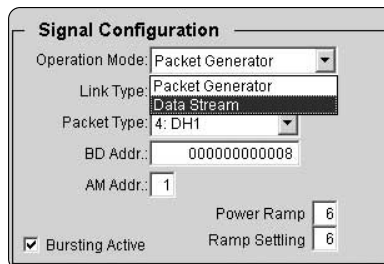 Signal Configuration
Operation Mode: Packet Generator
Link Type: Packet Generator
Data Stream
Packet Type: 4: DH1
BD Addr.: 000000000008
AM Addr.: 1
Power Ramp 6
Bursting Active Ramp Settling 6